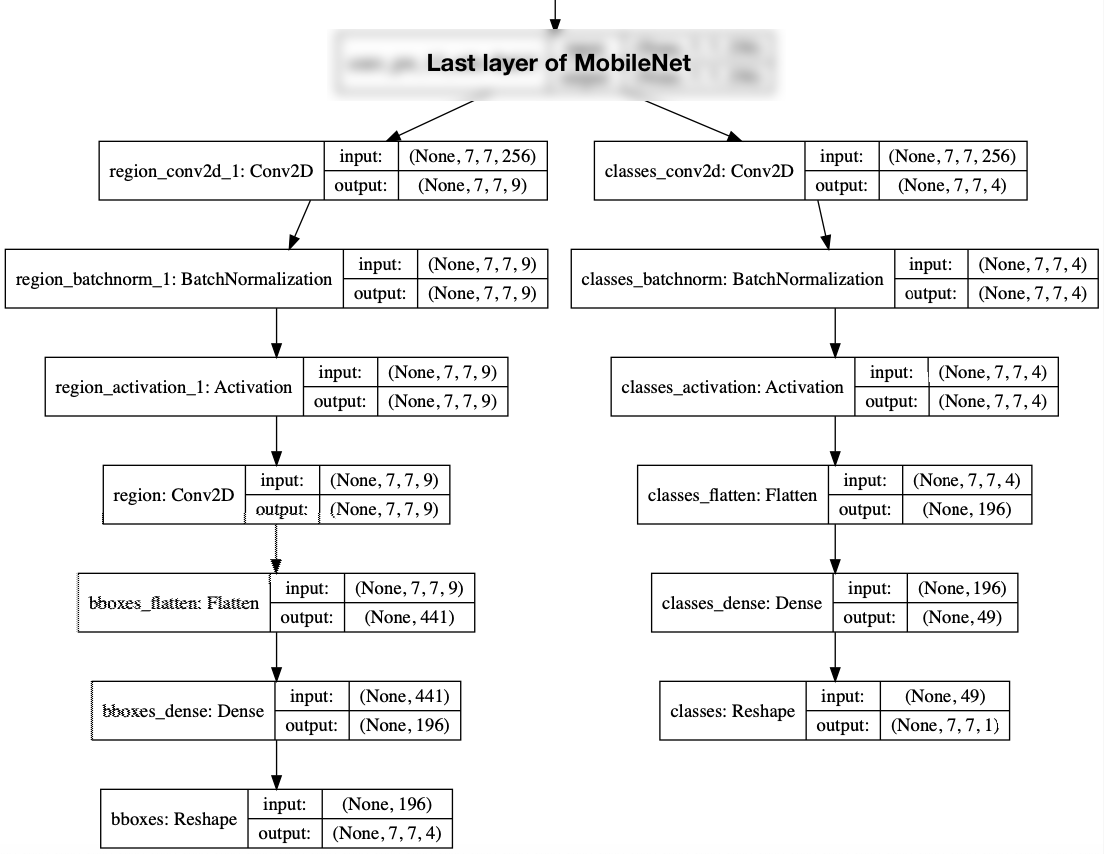 Last layer of MobileNet
region_conv2d_1: Conv2D
input: (None, 7, 7, 256)
output: (None, 7, 7, 9)
classes_conv2d: Conv2D
input: (None, 7, 7, 256)
output: (None, 7, 7, 4)
region_batchnorm_1: BatchNormalization
input: (None, 7, 7, 9)
output: (None, 7, 7, 9)
classes_batchnorm: BatchNormalization
input: (None, 7, 7, 4)
output: (None, 7, 7, 4)
region_activation_1: Activation
input: (None, 7, 7, 9)
output: (None, 7, 7, 9)
classes_activation: Activation
input: (None, 7, 7, 4)
output: (None, 7, 7, 4)
region: Conv2D
input: (None, 7, 7, 9)
output: (None, 7, 7, 9)
classes_flatten: Flatten
input: (None, 7, 7, 4)
output: (None, 196)
bboxes_flatten: Flatten
input: (None, 7, 7, 9)
output: (None, 441)
classes_dense: Dense
input: (None, 196)
output: (None, 49)
bboxes_dense: Dense
input: (None, 441)
output: (None, 196)
classes: Reshape
input: (None, 49)
output: (None, 7, 7, 1)
bboxes: Reshape
input: (None, 196)
output: (None, 7, 7, 4)